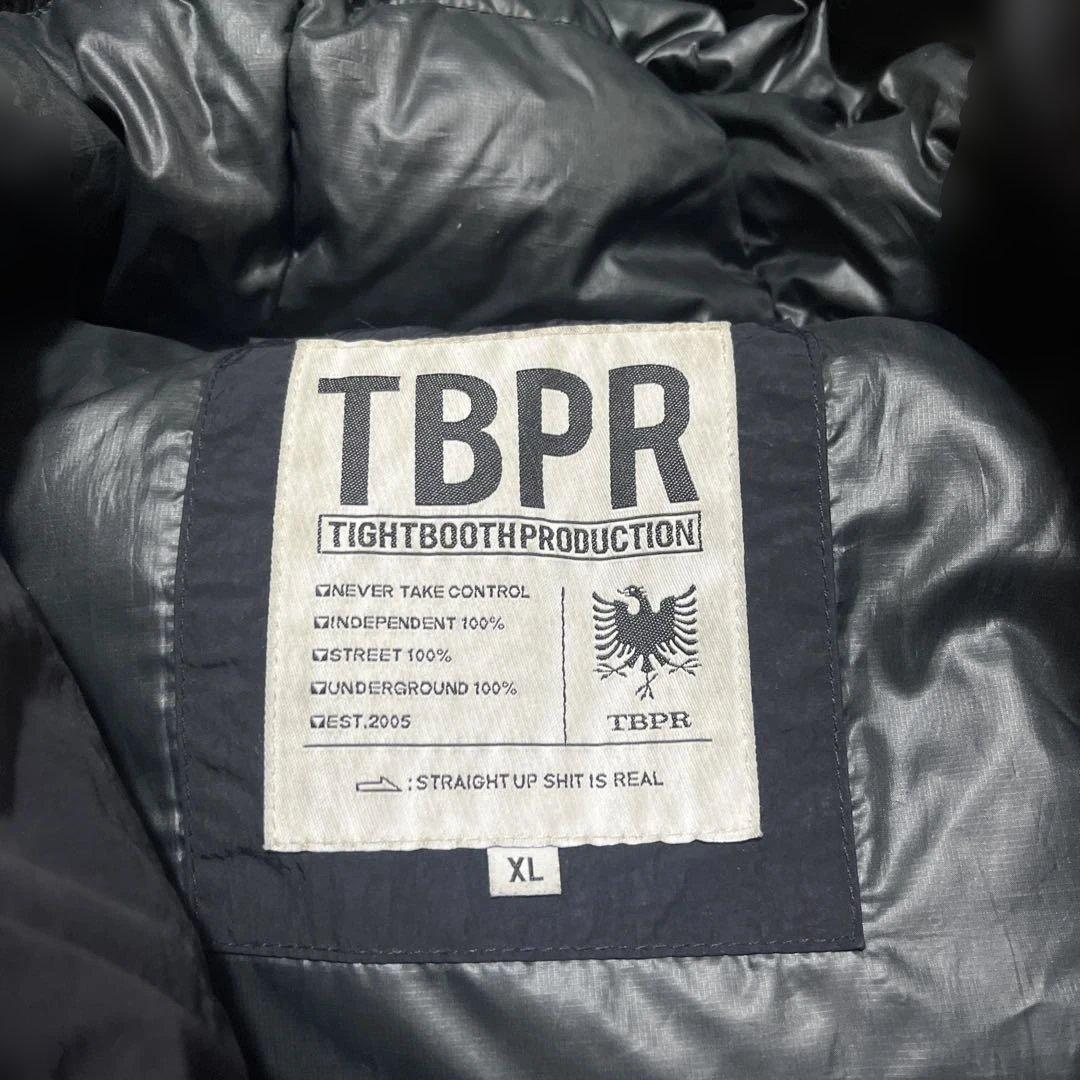 TBPR
TIGHTBOOTHPRODUCTION
NEVER TAKE CONTROL
INDEPENDENT 100%
STREET 100%
UNDERGROUND 100%
EST.2005
TBPR
:STRAIGHT UP SHIT IS REAL
XL